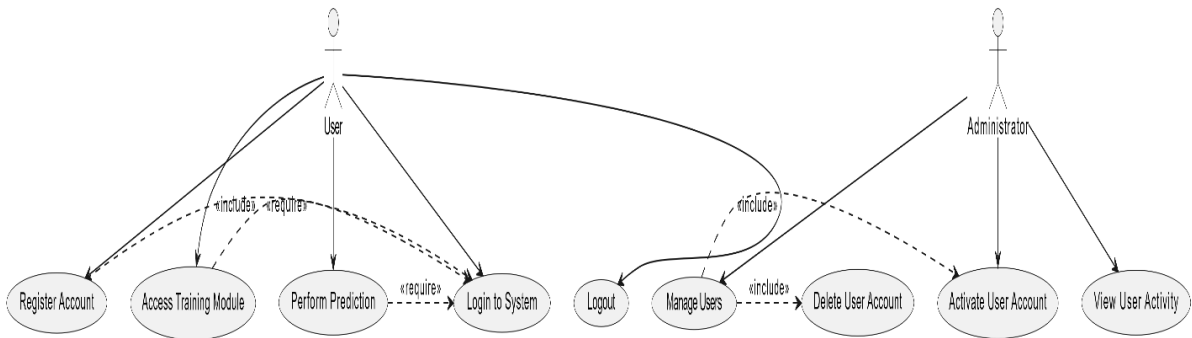 User
Administrator
«include»
«require»
«include»
«require»
«include»
Register Account
Access Training Module
Perform Prediction
Login to System
Logout
Manage Users
Delete User Account
Activate User Account
View User Activity